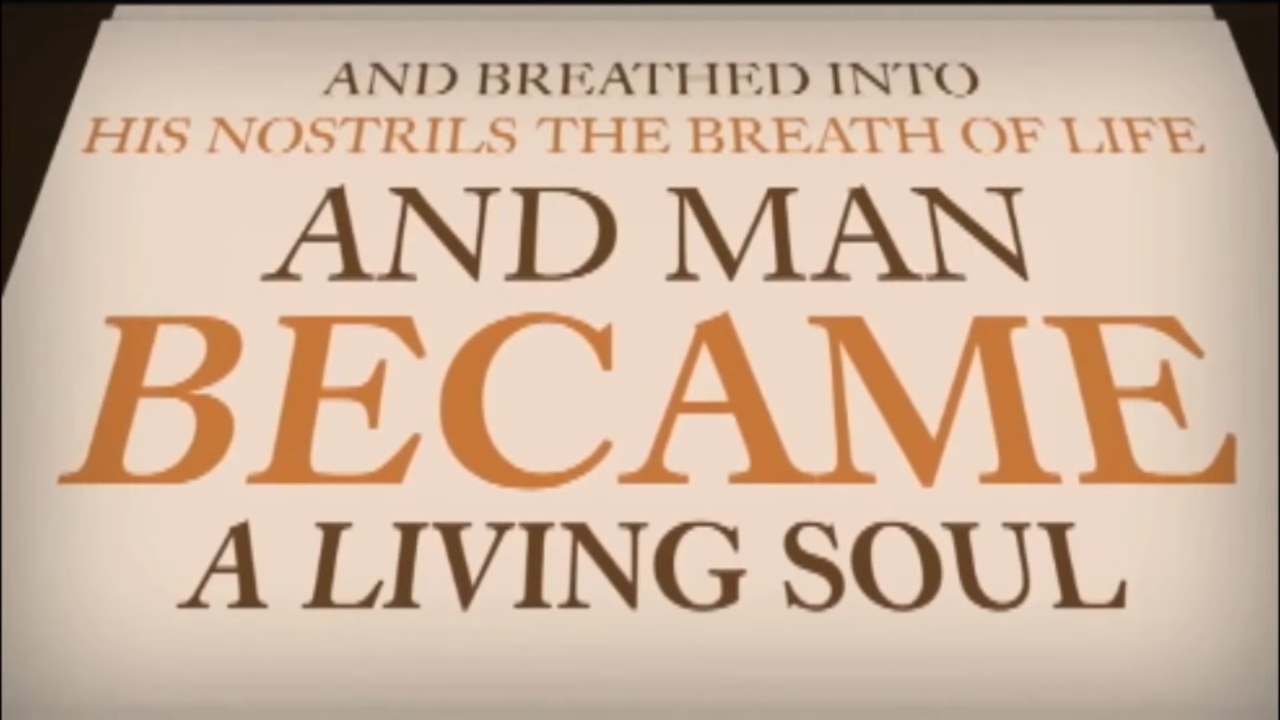 AND BREATHED INTO
HIS NOSTRILS THE BREATH OF LIFE
AND MAN
BECAME
A LIVING SOUL